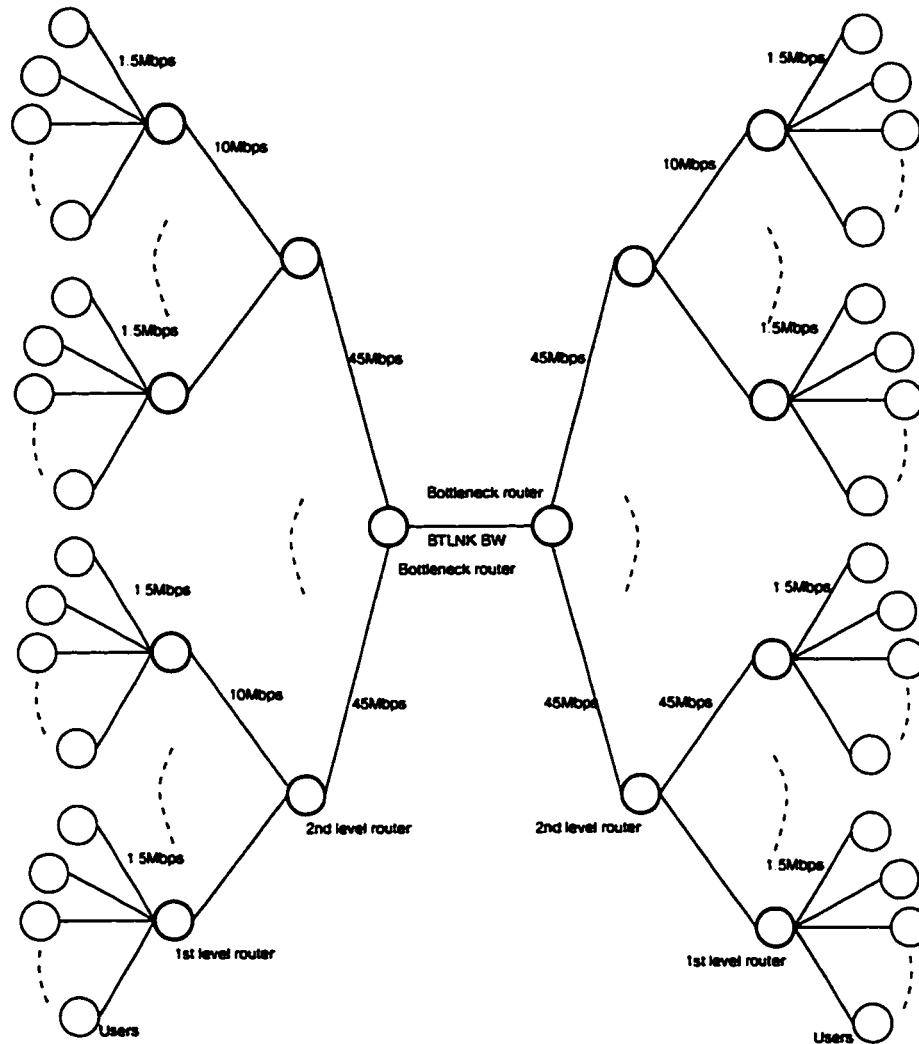 1.5Mbps
1.5Mbps
10Mbps
10Mbps
1.5Mbps
1.5Mbps
45Mbps
45Mbps
Bottleneck router
BTLNK BW
Bottleneck router
1.5Mbps
1.5Mbps
10Mbps
45Mbps
45Mbps
45Mbps
2nd level router
2nd level router
1.5Mbps
1.5Mbps
1st level router
1st level router
Users
Users